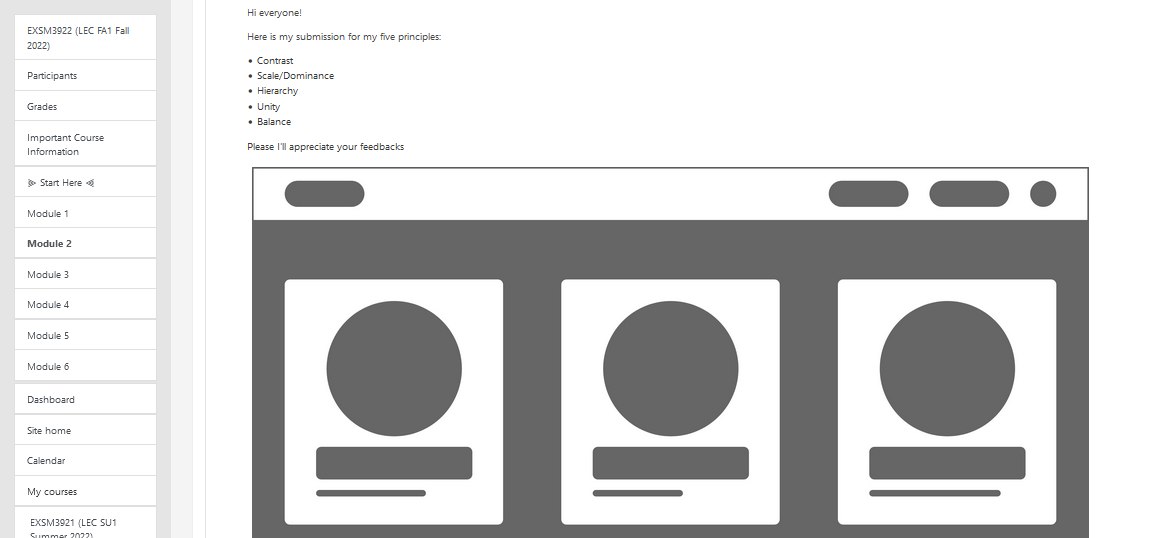 EXSM3922 (LEC FA1 Fall
2022)
Participants
Grades
Important Course
Information
Start Here
Module 1
Module 2
Module 3
Module 4
Module 5
Module 6
Dashboard
Site home
Calendar
My courses
EXSM3921 (LEC SU1
Summer 2022)
Hi everyone!
Here is my submission for my five principles:
• Contrast
• Scale/Dominance
• Hierarchy
• Unity
• Balance
Please I'll appreciate your feedbacks